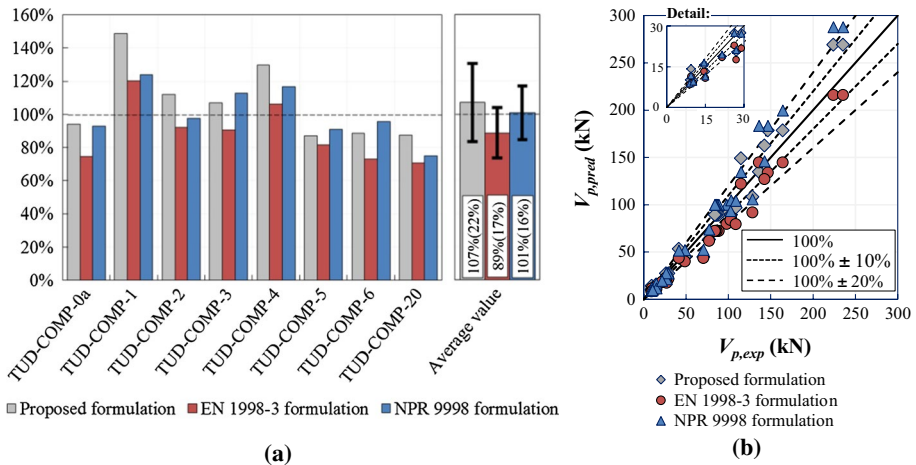 160%
140%
120%
100%
80%
60%
40%
20%
0%
TUD-COMP-0a
TUD-COMP-1
TUD-COMP-2
TUD-COMP-3
TUD-COMP-4
TUD-COMP-5
TUD-COMP-6
TUD-COMP-20
107%(22%)
89%(17%)
101%(16%)
Average value
Proposed formulation
EN 1998-3 formulation
NPR 9998 formulation
(a)
V_{p,pred} (kN)
300
250
200
150
100
50
0
Detail:
30
15
0
0 15 30
100%
100% ± 10%
100% ± 20%
0 50 100 150 200 250 300
V_{p,exp} (kN)
Proposed formulation
EN 1998-3 formulation
NPR 9998 formulation
(b)